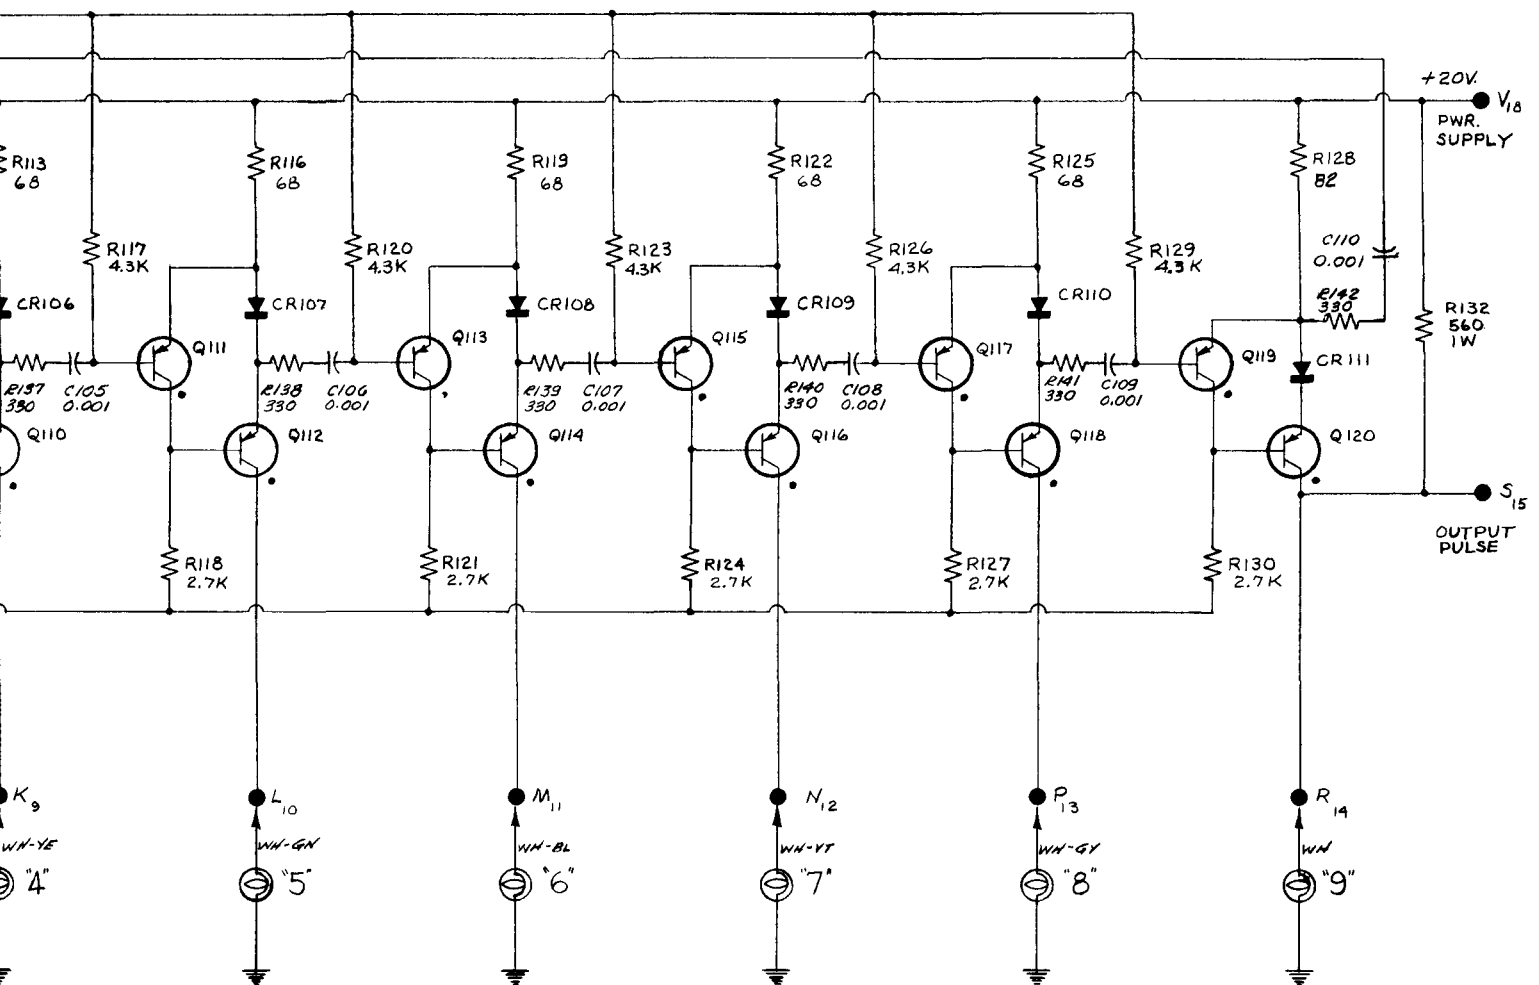 +20V.
V18
PWR.
SUPPLY
R113
68
R116
68
R119
68
R122
68
R125
68
R128
82
R117
4.3K
R120
4.3K
R123
4.3K
R126
4.3K
R129
4.3K
C110
0.001
R142
330
R132
560
1W
CR106
CR107
CR108
CR109
CR110
CR111
Q111
Q113
Q115
Q117
Q119
R137
330
C105
0.001
R138
330
C106
0.001
R139
330
C107
0.001
R140
330
C108
0.001
R141
330
C109
0.001
Q110
Q112
Q114
Q116
Q118
Q120
S15
OUTPUT
PULSE
R118
2.7K
R121
2.7K
R124
2.7K
R127
2.7K
R130
2.7K
K9
L10
M11
N12
P13
R14
WH-YE
WH-GN
WH-BL
WH-VT
WH-GY
WH
"4"
"5"
"6"
"7"
"8"
"9"